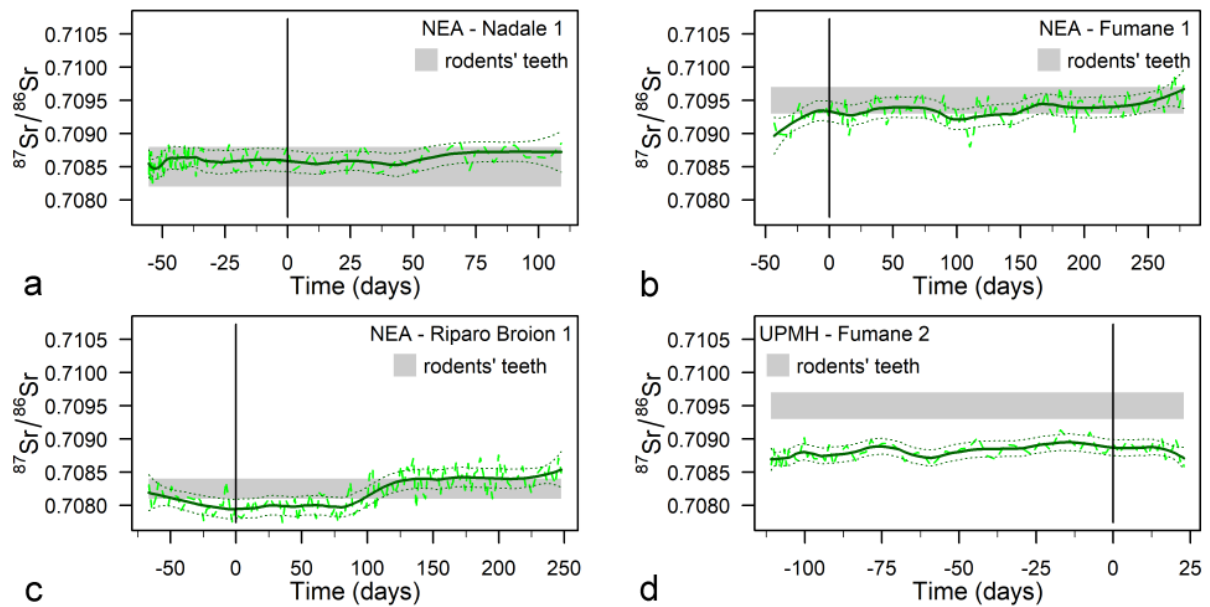 NEA - Nadale 1
rodents' teeth
⁸⁷Sr/⁸⁶Sr
0.7105
0.7100
0.7095
0.7090
0.7085
0.7080
-50 -25 0 25 50 75 100
Time (days)
a
NEA - Fumane 1
rodents' teeth
⁸⁷Sr/⁸⁶Sr
0.7105
0.7100
0.7095
0.7090
0.7085
0.7080
-50 0 50 100 150 200 250
Time (days)
b
NEA - Riparo Broion 1
rodents' teeth
⁸⁷Sr/⁸⁶Sr
0.7105
0.7100
0.7095
0.7090
0.7085
0.7080
-50 0 50 100 150 200 250
Time (days)
c
UPMH - Fumane 2
rodents' teeth
⁸⁷Sr/⁸⁶Sr
0.7105
0.7100
0.7095
0.7090
0.7085
0.7080
-100 -75 -50 -25 0 25
Time (days)
d